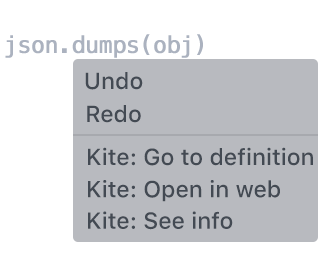 json.dumps(obj)
Undo
Redo
Kite: Go to definition
Kite: Open in web
Kite: See info